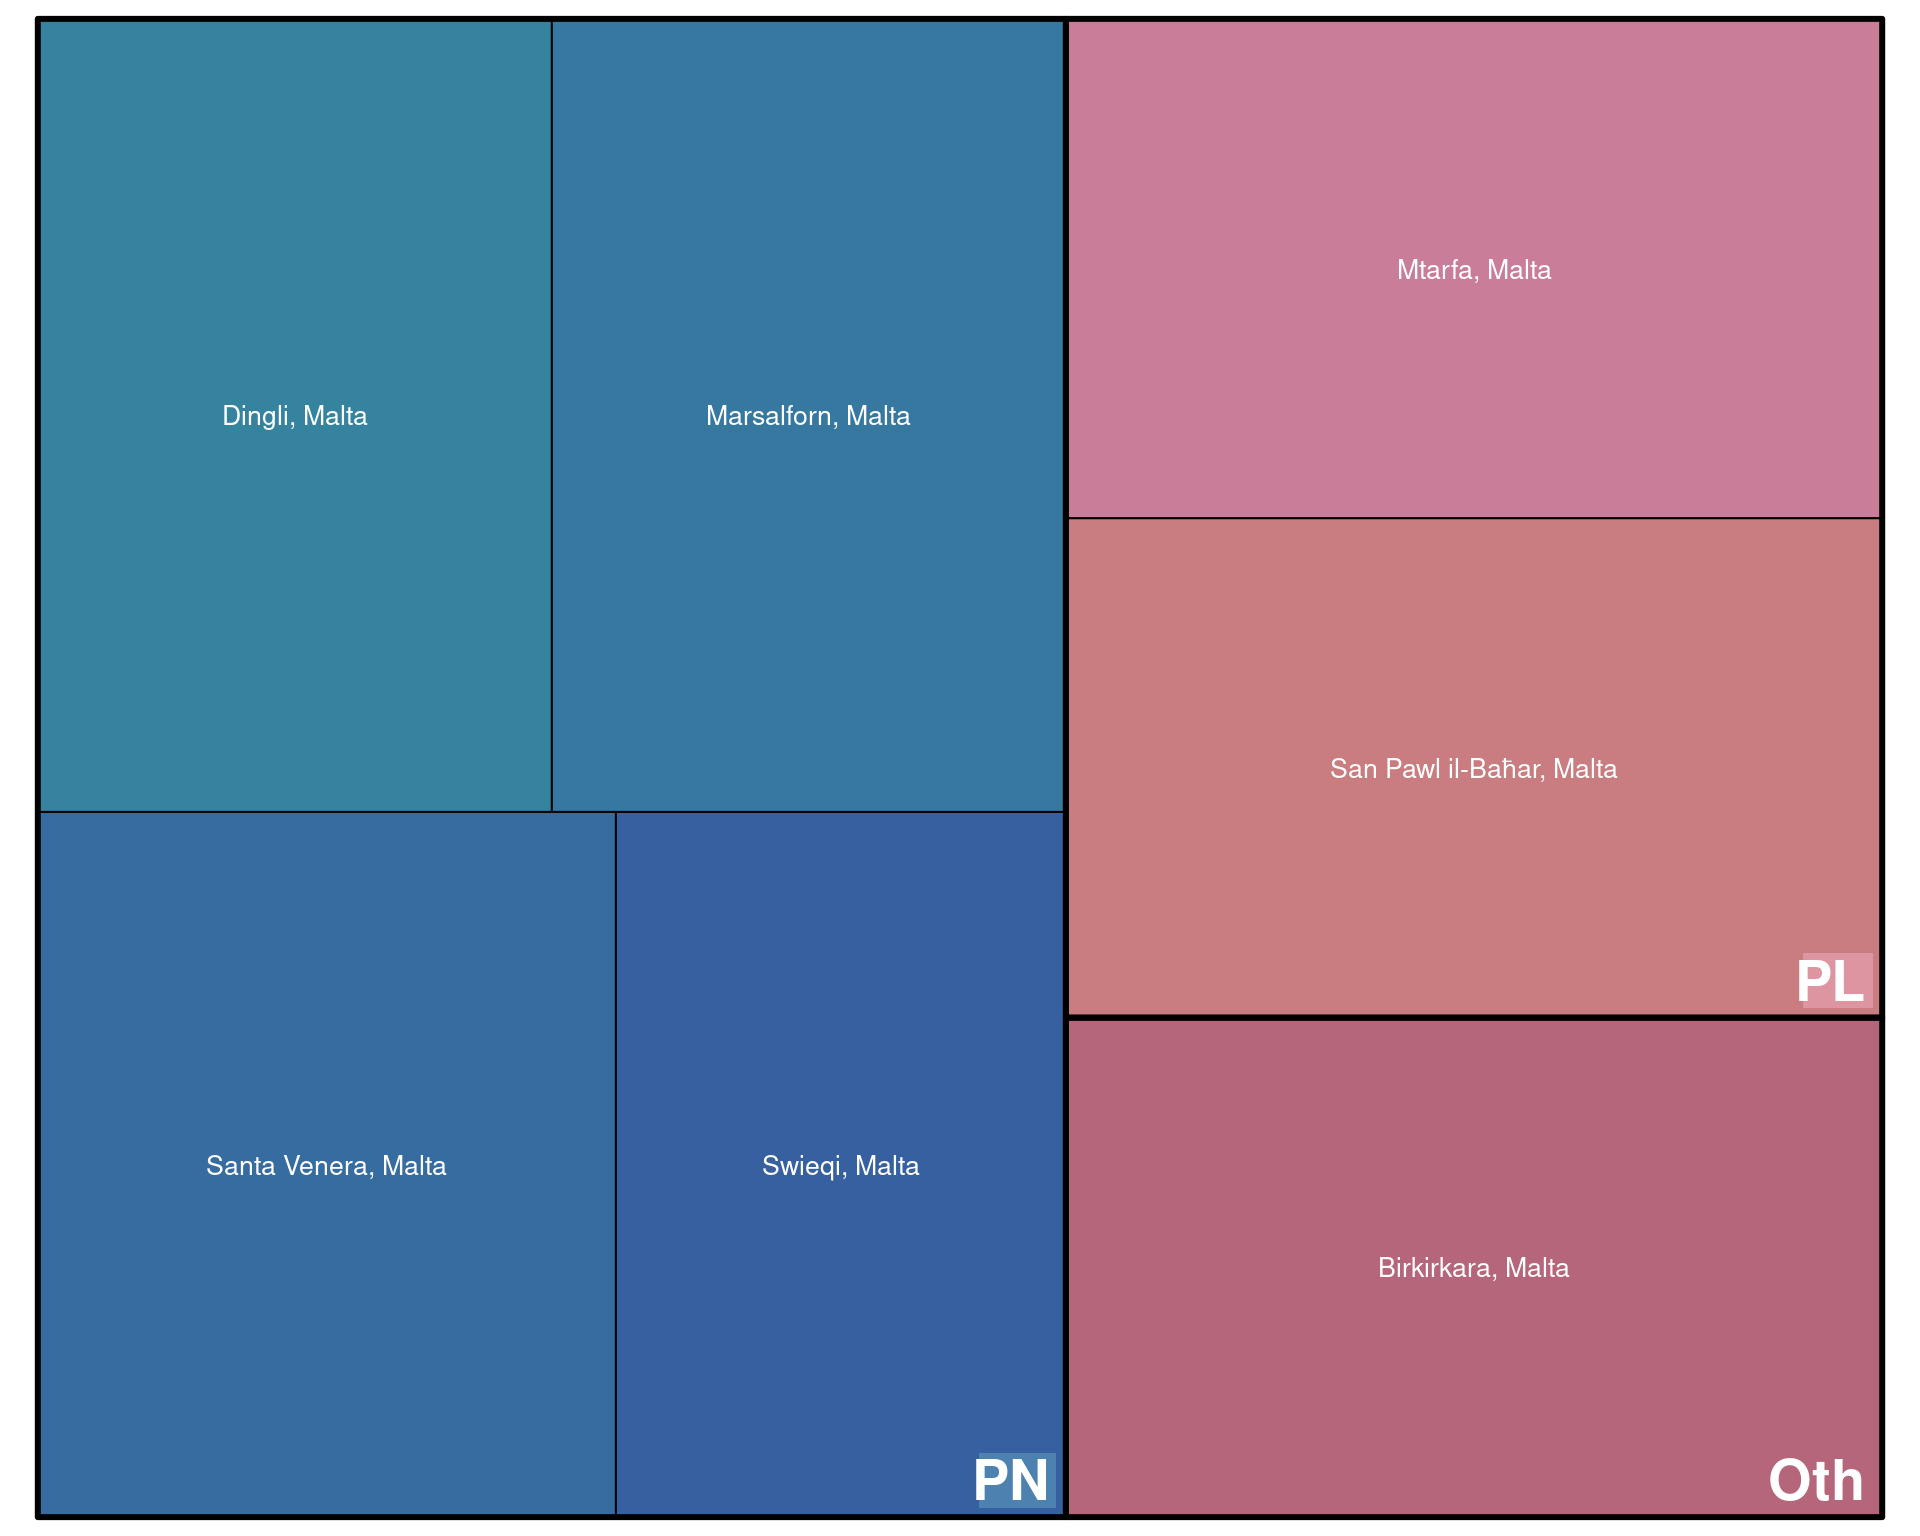 Dingli, Malta
Marsalforn, Malta
Santa Venera, Malta
Swieqi, Malta
PN
Mtarfa, Malta
San Pawl il-Baħar, Malta
PL
Birkirkara, Malta
Oth